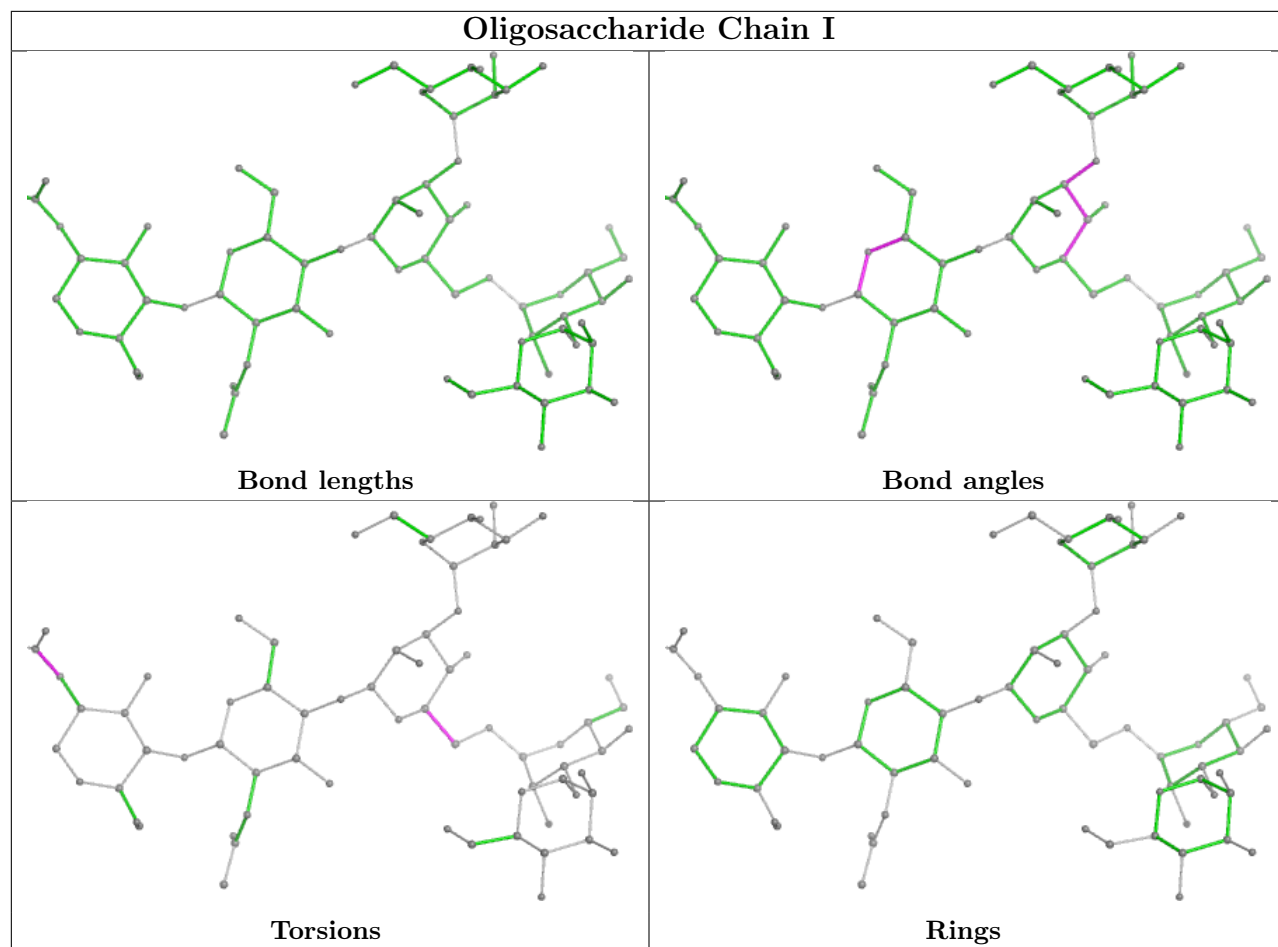 Oligosaccharide Chain I
Bond lengths
Bond angles
Torsions
Rings